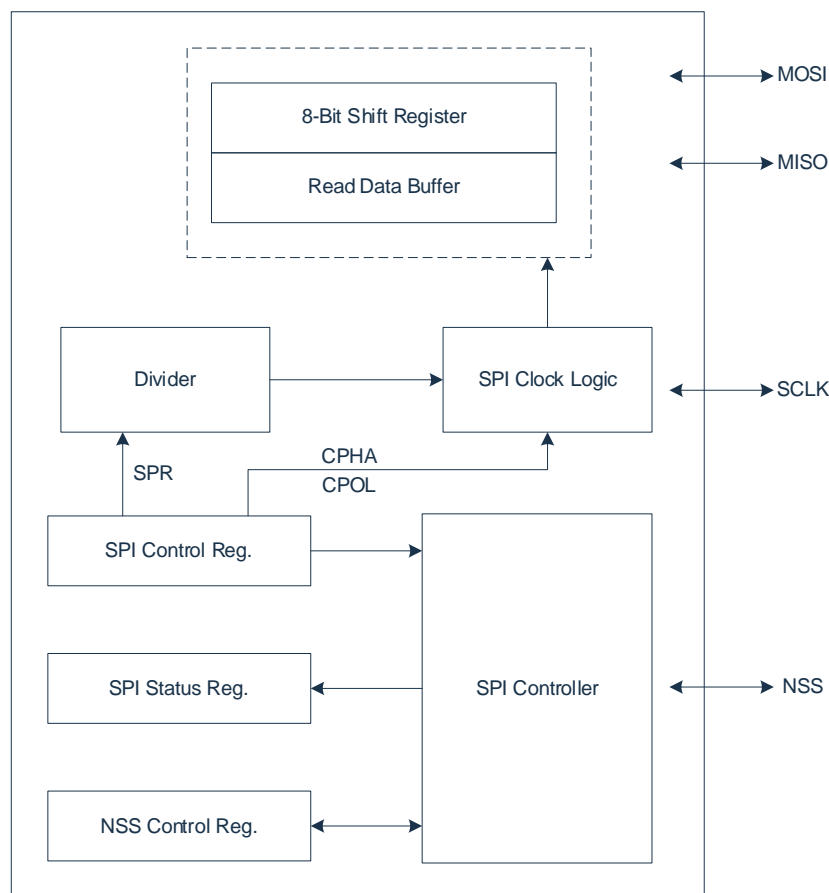 MOSI
8-Bit Shift Register
MISO
Read Data Buffer
Divider
SPI Clock Logic
SCLK
CPHA
SPR
CPOL
SPI Control Reg.
SPI Status Reg.
SPI Controller
NSS
NSS Control Reg.